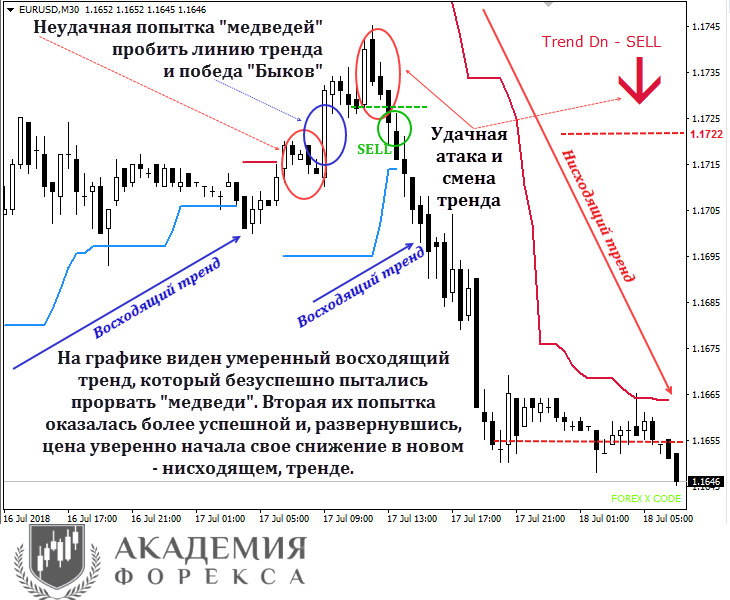 EURUSD,M30 1.1652 1.1652 1.1645 1.1646
Неудачная попытка "медведей"
пробить линию тренда
и победа "Быков"
Trend Dn - SELL
SELL
Удачная
атака и
смена
тренда
Нисходящий тренд
Восходящий тренд
Восходящий тренд
На графике виден умеренный восходящий
тренд, который безуспешно пытались
прорвать "медведи". Вторая их попытка
оказалась более успешной и, развернувшись,
цена уверенно начала свое снижение в новом
- нисходящем, тренде.
1.1745
1.1735
1.1725
1.1722
1.1715
1.1705
1.1695
1.1685
1.1675
1.1665
1.1655
1.1646
FOREX X CODE
16 Jul 2018 16 Jul 17:00 16 Jul 21:00 17 Jul 01:00 17 Jul 05:00 17 Jul 09:00 17 Jul 13:00 17 Jul 17:00 17 Jul 21:00 18 Jul 01:00 18 Jul 05:00
АКАДЕМИЯ
ФОРЕКСА